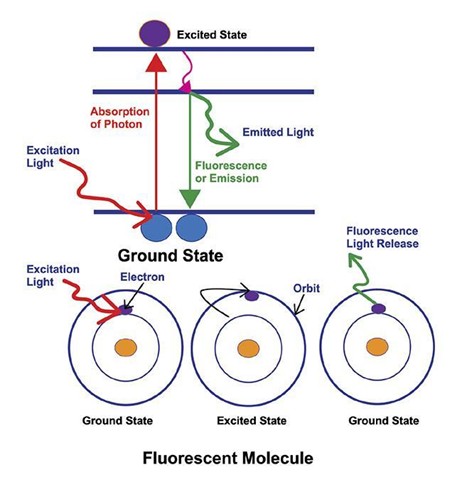 Excited State
Absorption
of Photon
Emitted Light
Excitation
Light
Fluorescence
or Emission
Ground State
Fluorescence
Light Release
Excitation
Light
Electron
Orbit
Ground State
Excited State
Ground State
Fluorescent Molecule